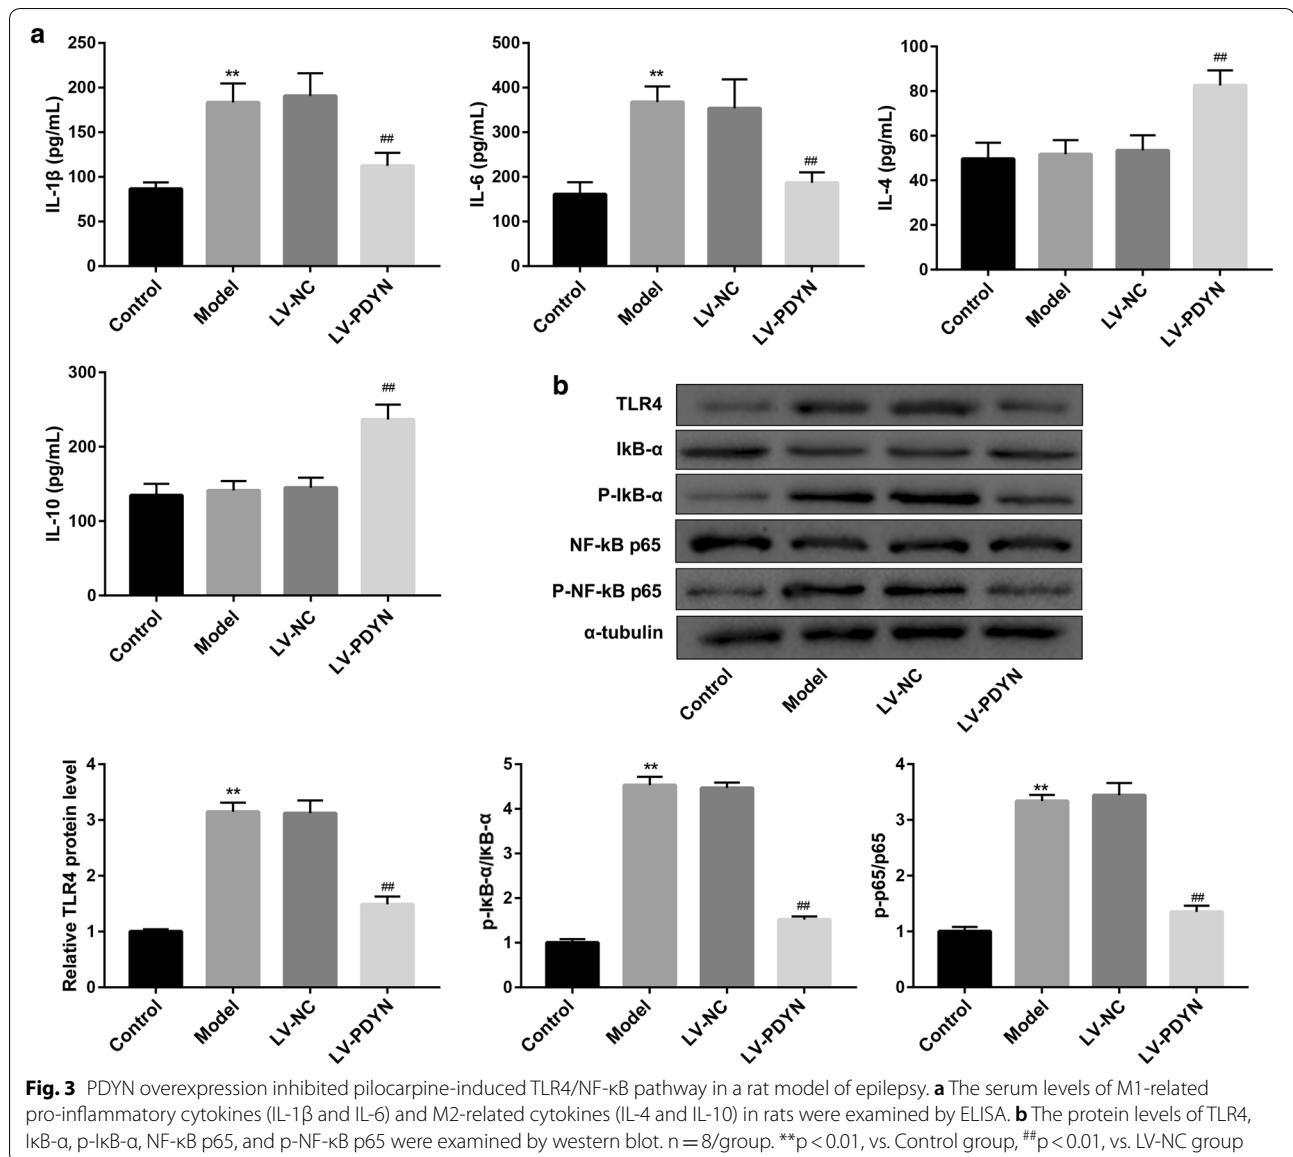 a
250
200
150
100
50
0
IL-1β (pg/mL)
**
##
Control
Model
LV-NC
LV-PDYN
500
400
300
200
100
0
IL-6 (pg/mL)
**
##
Control
Model
LV-NC
LV-PDYN
100
80
60
40
20
0
IL-4 (pg/mL)
##
Control
Model
LV-NC
LV-PDYN
300
200
150
100
0
IL-10 (pg/mL)
##
Control
Model
LV-NC
LV-PDYN
b
TLR4
IkB-α
P-IkB-α
NF-kB p65
P-NF-kB p65
α-tubulin
Control
Model
LV-NC
LV-PDYN
4
3
2
1
0
Relative TLR4 protein level
**
##
Control
Model
LV-NC
LV-PDYN
5
4
3
2
1
0
p-IKB-α/IKB-α
**
##
Control
Model
LV-NC
LV-PDYN
4
3
2
1
0
p-p65/p65
**
##
Control
Model
LV-NC
LV-PDYN
Fig. 3 PDYN overexpression inhibited pilocarpine-induced TLR4/NF-κB pathway in a rat model of epilepsy. a The serum levels of M1-related
pro-inflammatory cytokines (IL-1β and IL-6) and M2-related cytokines (IL-4 and IL-10) in rats were examined by ELISA. b The protein levels of TLR4,
IκB-α, p-IκB-α, NF-κB p65, and p-NF-κB p65 were examined by western blot. n = 8/group. **p < 0.01, vs. Control group, ##p < 0.01, vs. LV-NC group